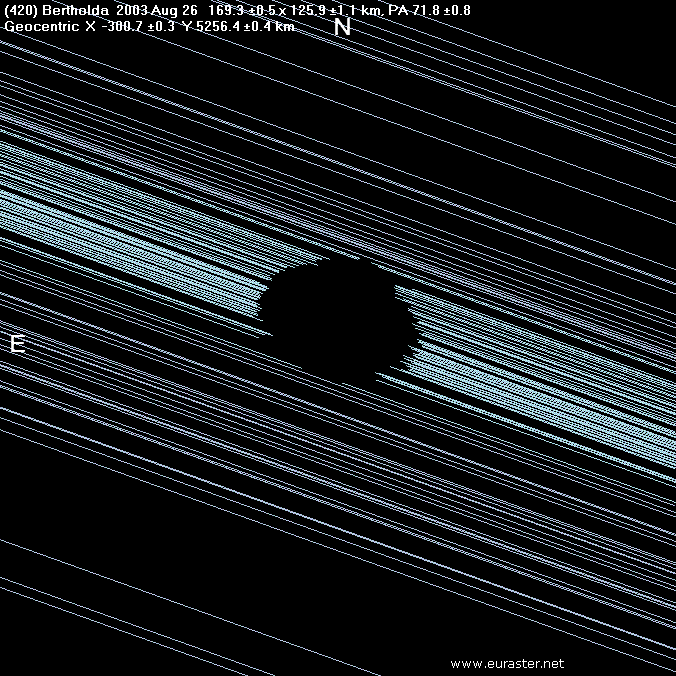 (420) Bertholda 2003 Aug 26 169.3 ±0.5 x 125.9 ±1.1 km, PA 71.8 ±0.8
Geocentric X -300.7 ±0.3 Y 5256.4 ±0.4 km
N
E
www.euraster.net